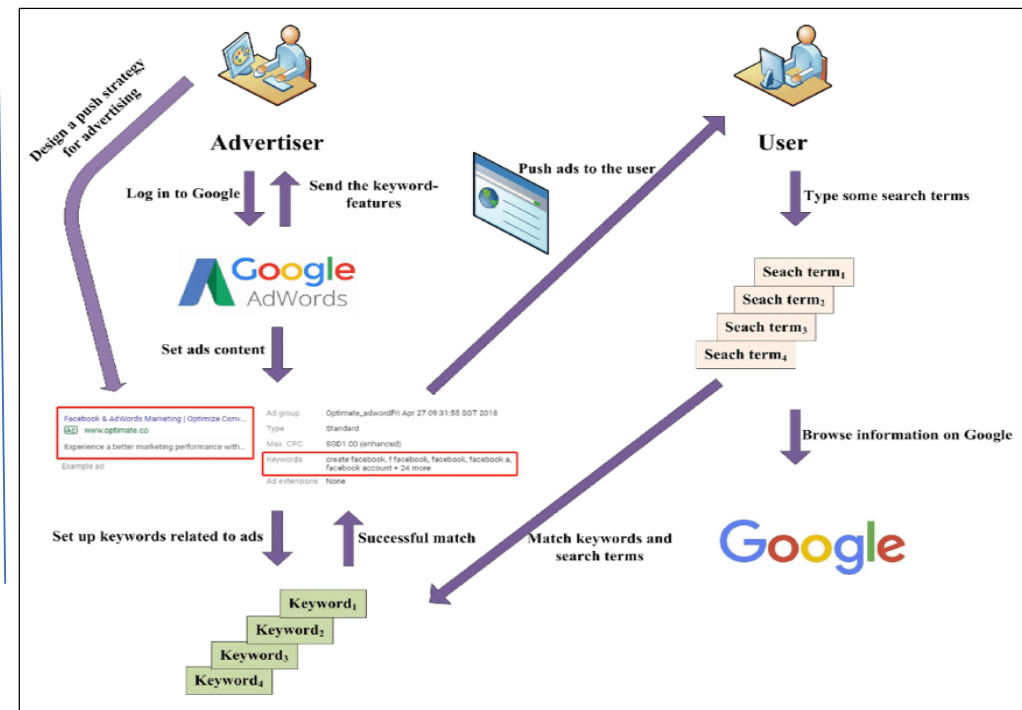 Design a push strategy
for advertising
Advertiser
User
Log in to Google
Send the keyword-
features
Push ads to the user
Type some search terms
Google
AdWords
Seach term1
Seach term2
Seach term3
Seach term4
Set ads content
Facebook & AdWords Marketing | Optimize Conv...
Ad www.optimate.co
Experience a better marketing performance with...
Example ad
Ad group Optimate_adwordFri Apr 27 09:31:55 SGT 2018
Type Standard
Max. CPC SGD1.00 (enhanced)
Keywords create facebook, f facebook, facebook, facebook a,
facebook account + 24 more
Ad extensions None
Browse information on Google
Set up keywords related to ads
Successful match
Match keywords and
search terms
Google
Keyword1
Keyword2
Keyword3
Keyword4